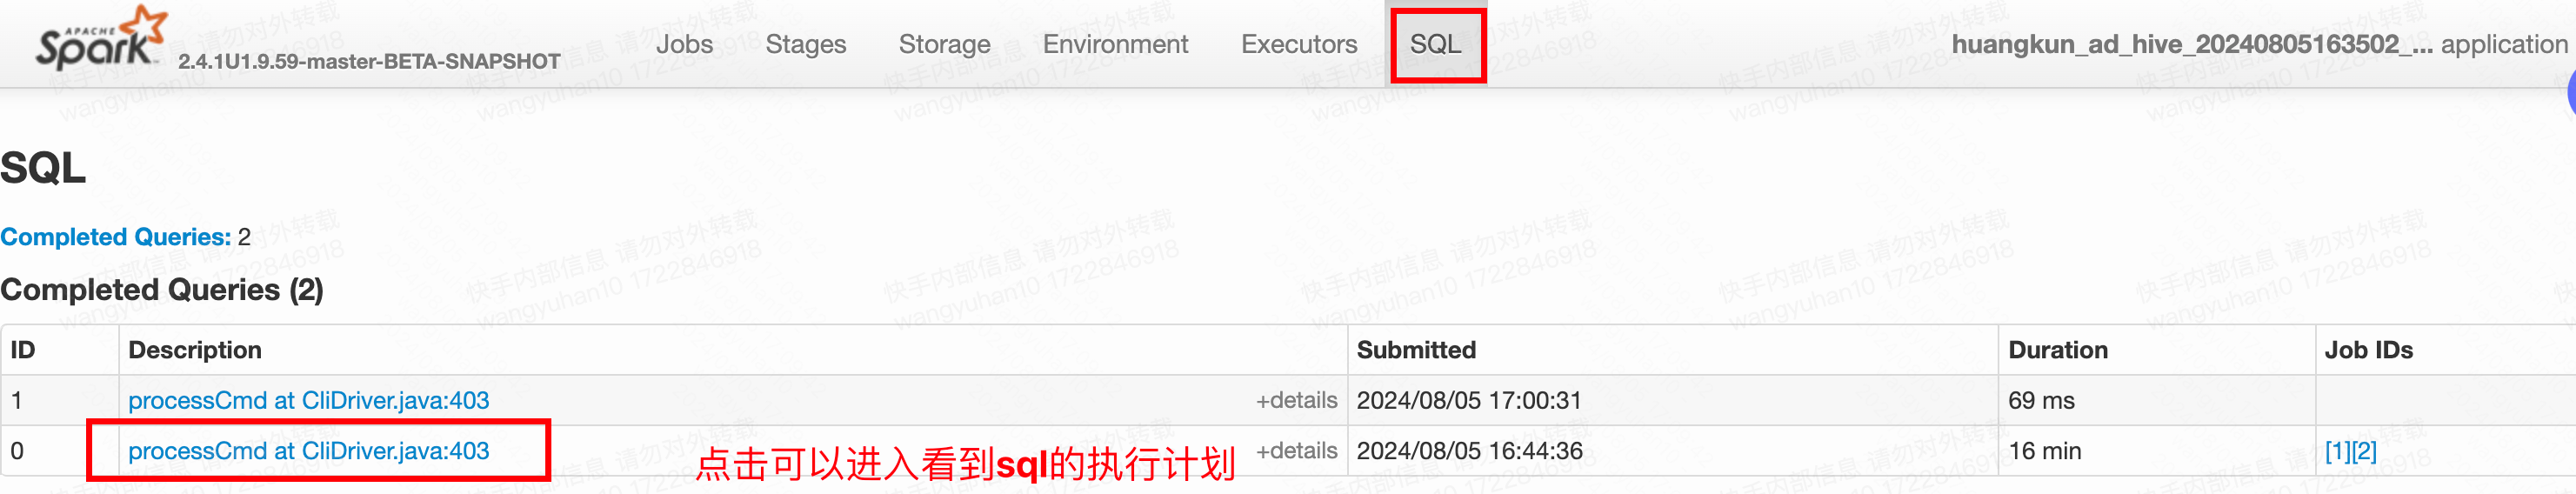 APACHE
Spark 2.4.1U1.9.59-master-BETA-SNAPSHOT Jobs Stages Storage Environment Executors SQL huangkun_ad_hive_20240805163502_... application
SQL
Completed Queries: 2
Completed Queries (2)
ID Description Submitted Duration Job IDs
1 processCmd at CliDriver.java:403 +details 2024/08/05 17:00:31 69 ms
0 processCmd at CliDriver.java:403 点击可以进入看到sql的执行计划 +details 2024/08/05 16:44:36 16 min [1][2]
快手内部信息 请勿对外转载
wangyuhan10 1722846918